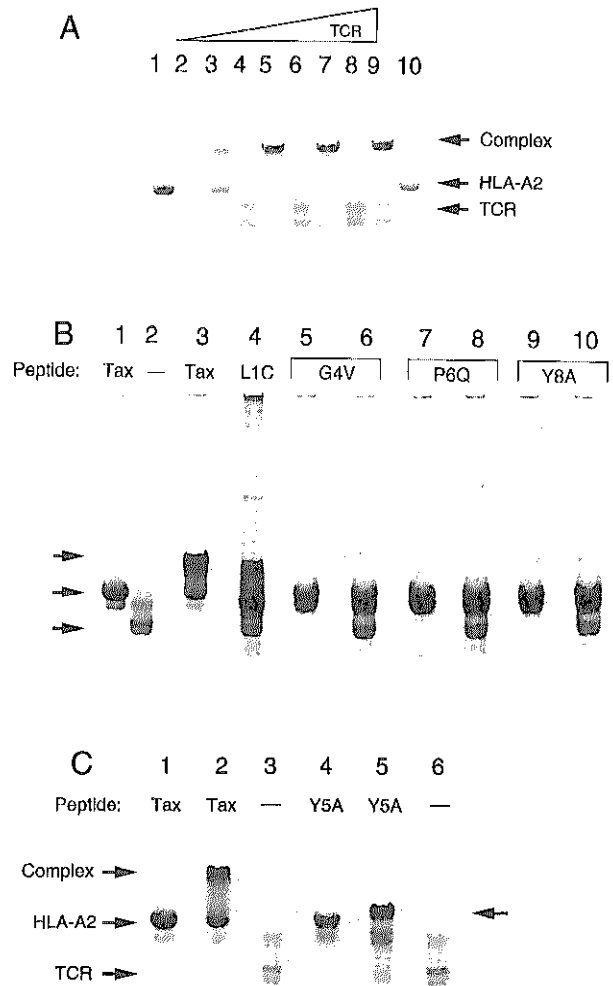 A
TCR
1 2 3 4 5 6 7 8 9 10
Complex
HLA-A2
TCR
B
1 2 3 4 5 6 7 8 9 10
Peptide: Tax — Tax L1C G4V P6Q Y8A
C
1 2 3 4 5 6
Peptide: Tax Tax — Y5A Y5A —
Complex
HLA-A2
TCR